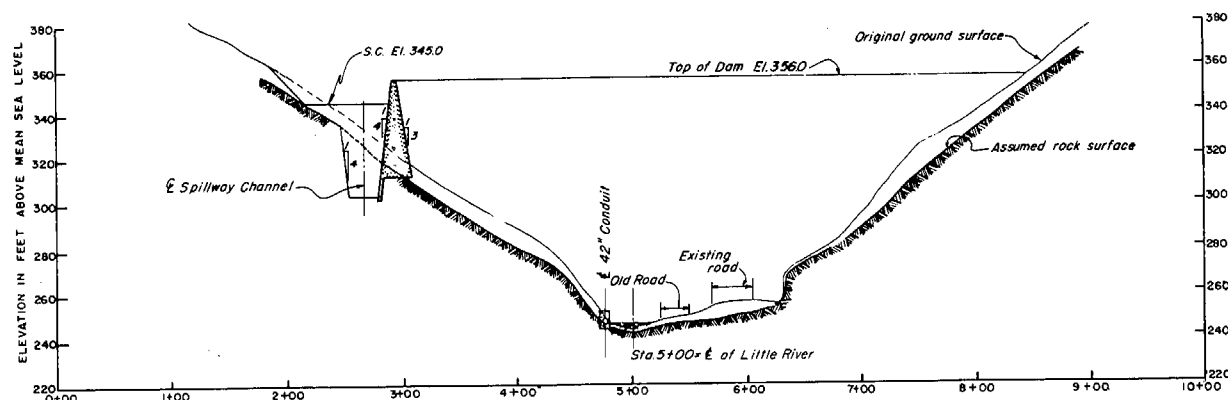 ELEVATION IN FEET ABOVE MEAN SEA LEVEL
380
360
340
320
300
280
260
240
220
S.C. El. 345.0
Top of Dam El. 356.0
Original ground surface
Assumed rock surface
℄ Spillway Channel
4
4
3
℄ 42" Conduit
Old Road
Existing
road
Sta. 5+00 = ℄ of Little River
380
360
340
320
300
280
260
240
220
0+00
1+00
2+00
3+00
4+00
5+00
6+00
7+00
8+00
9+00
10+00